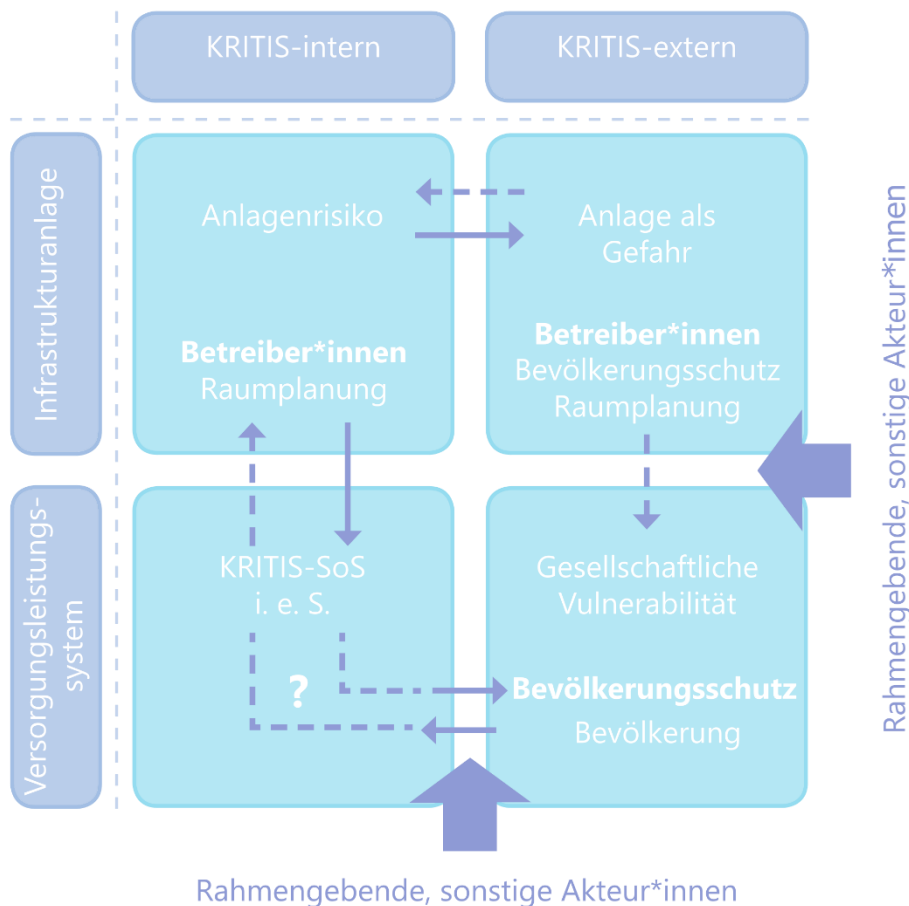 KRITIS-intern
KRITIS-extern
Infrastrukturanlage
Anlagenrisiko
Betreiber*innen
Raumplanung
Anlage als
Gefahr
Betreiber*innen
Bevölkerungsschutz
Raumplanung
Versorgungsleistungs-
system
KRITIS-SoS
i. e. S.
?
Gesellschaftliche
Vulnerabilität
Bevölkerungsschutz
Bevölkerung
Rahmengebende, sonstige Akteur*innen
Rahmengebende, sonstige Akteur*innen